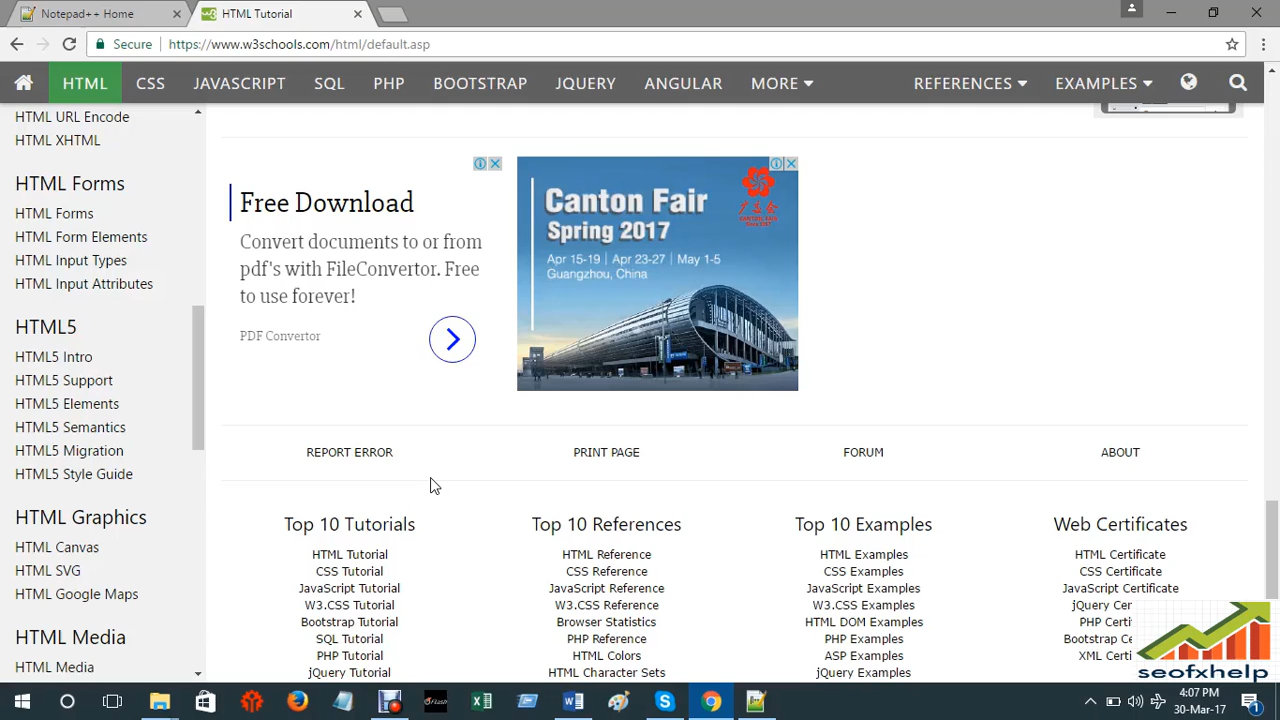 Notepad++ Home
HTML Tutorial
Secure
https://www.w3schools.com/html/default.asp
HTML
CSS
JAVASCRIPT
SQL
PHP
BOOTSTRAP
JQUERY
ANGULAR
MORE
REFERENCES
EXAMPLES
HTML URL Encode
HTML XHTML
HTML Forms
HTML Forms
HTML Form Elements
HTML Input Types
HTML Input Attributes
HTML5
HTML5 Intro
HTML5 Support
HTML5 Elements
HTML5 Semantics
HTML5 Migration
HTML5 Style Guide
HTML Graphics
HTML Canvas
HTML SVG
HTML Google Maps
HTML Media
HTML Media
Free Download
Convert documents to or from
pdf's with FileConvertor. Free
to use forever!
PDF Convertor
Canton Fair
Spring 2017
Apr 15-19 | Apr 23-27 | May 1-5
Guangzhou, China
REPORT ERROR
PRINT PAGE
FORUM
ABOUT
Top 10 Tutorials
HTML Tutorial
CSS Tutorial
JavaScript Tutorial
W3.CSS Tutorial
Bootstrap Tutorial
SQL Tutorial
PHP Tutorial
jQuery Tutorial
Top 10 References
HTML Reference
CSS Reference
JavaScript Reference
W3.CSS Reference
Browser Statistics
PHP Reference
HTML Colors
HTML Character Sets
Top 10 Examples
HTML Examples
CSS Examples
JavaScript Examples
W3.CSS Examples
HTML DOM Examples
PHP Examples
ASP Examples
jQuery Examples
Web Certificates
HTML Certificate
CSS Certificate
JavaScript Certificate
jQuery Cer
PHP Certi
Bootstrap C
XML Certi
seofxhelp
4:07 PM
30-Mar-17